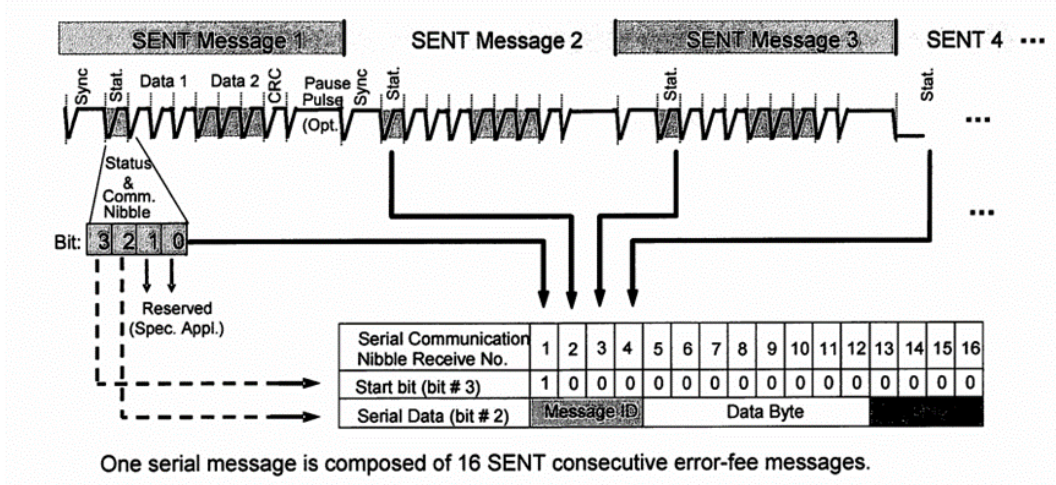 SENT Message 1 SENT Message 2 SENT Message 3 SENT 4 ...
Sync Stat. Data 1 Data 2 CRC Pause Pulse (Opt. Sync Stat. Stat. Stat. ...
Status
&
Comm.
Nibble
...
Bit: 3 2 1 0
Reserved
(Spec. Appl.)
Serial Communication
Nibble Receive No. 1 2 3 4 5 6 7 8 9 10 11 12 13 14 15 16
Start bit (bit # 3) 1 0 0 0 0 0 0 0 0 0 0 0 0 0 0 0
Serial Data (bit # 2) Message ID Data Byte
One serial message is composed of 16 SENT consecutive error-fee messages.